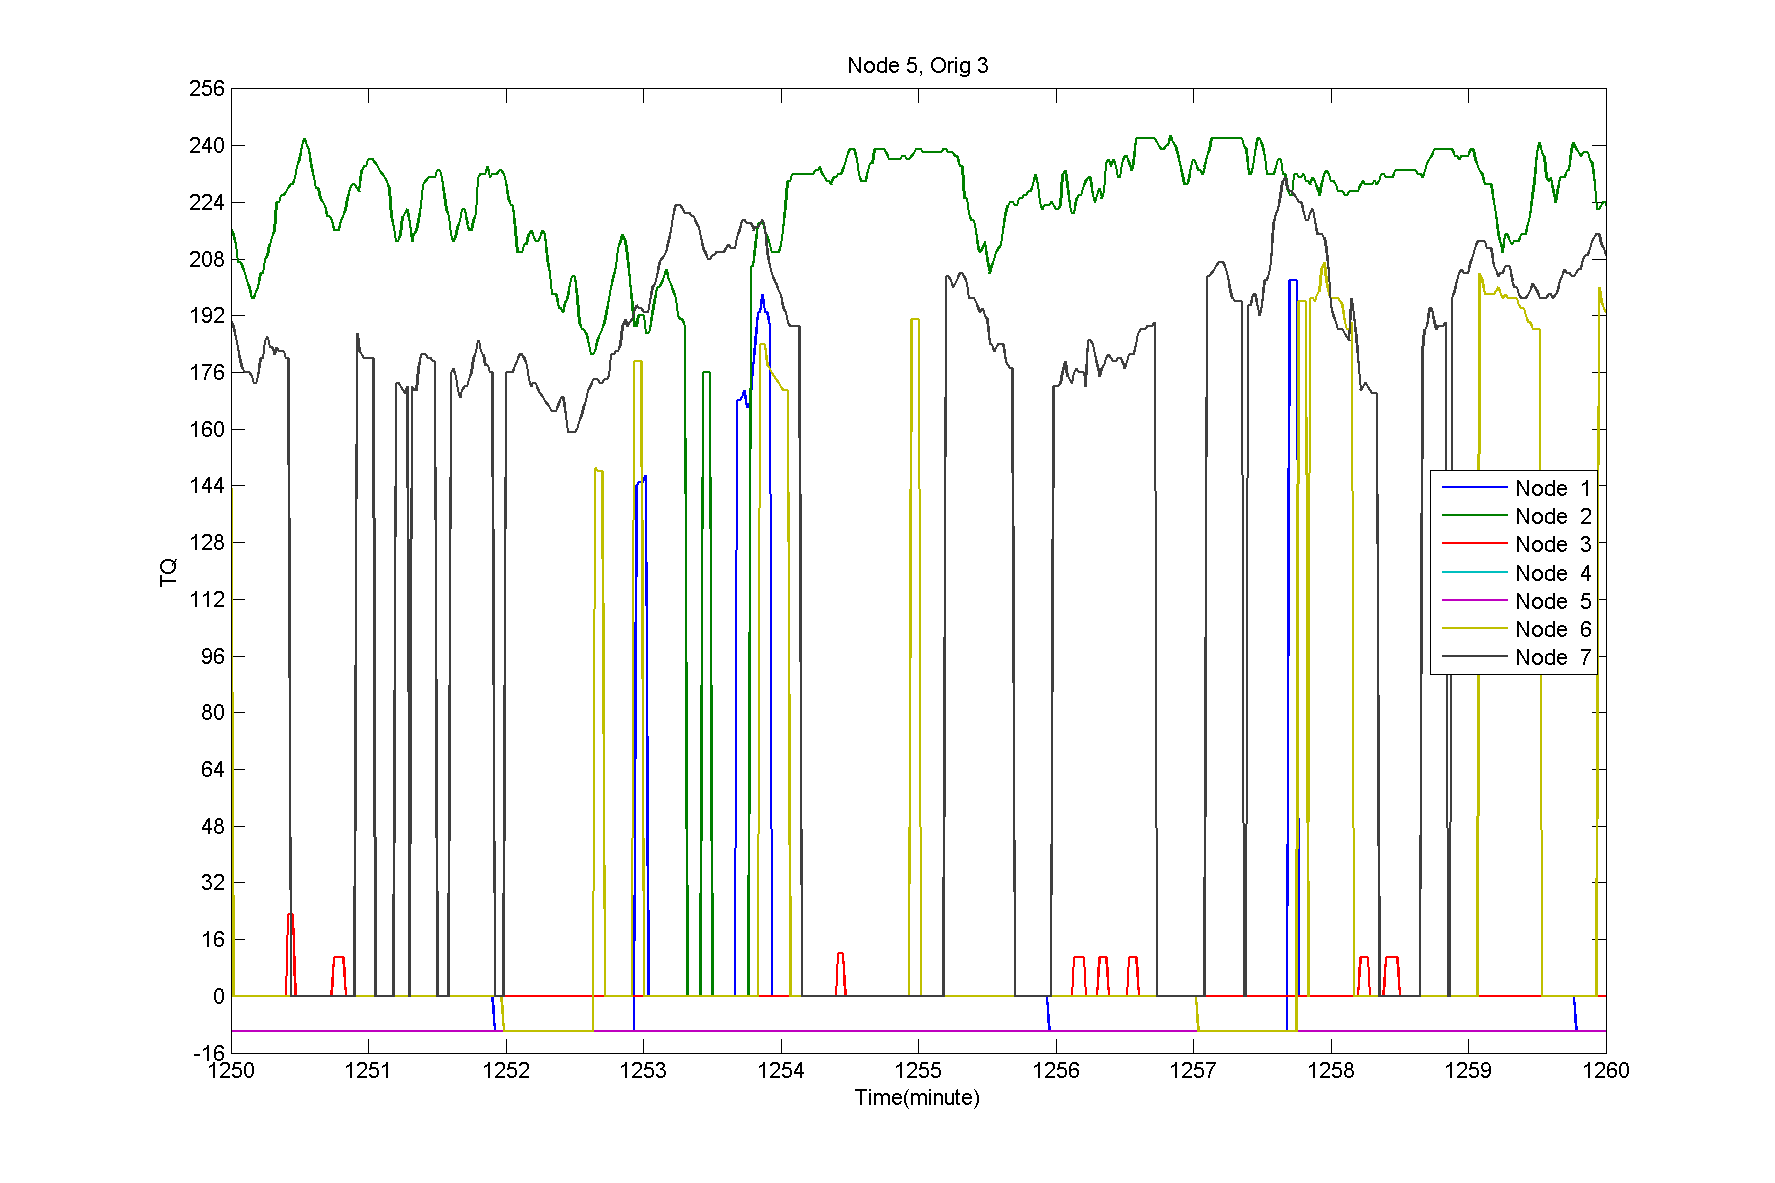 Node 5, Orig 3
256
240
224
208
192
176
160
144
128
112
96
80
64
48
32
16
0
-16
TQ
Node 1
Node 2
Node 3
Node 4
Node 5
Node 6
Node 7
1250 1251 1252 1253 1254 1255 1256 1257 1258 1259 1260
Time(minute)